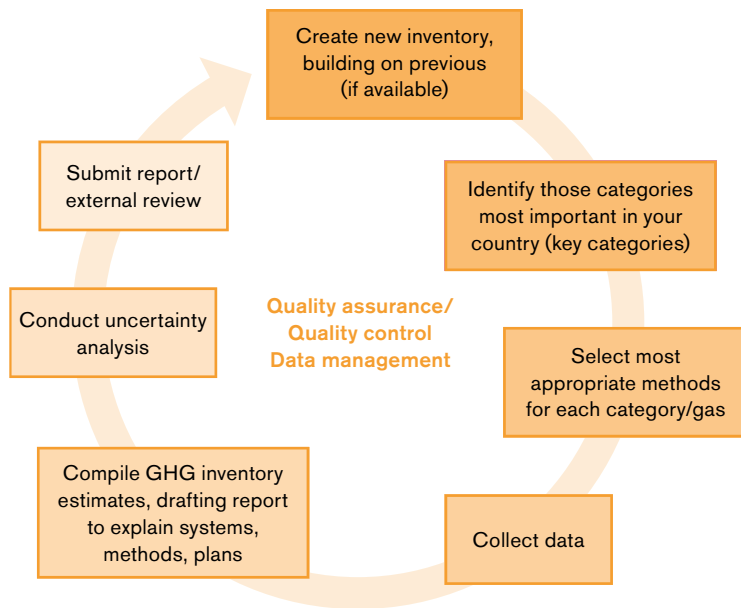 Create new inventory,
building on previous
(if available)
Identify those categories
most important in your
country (key categories)
Select most
appropriate methods
for each category/gas
Collect data
Compile GHG inventory
estimates, drafting report
to explain systems,
methods, plans
Conduct uncertainty
analysis
Submit report/
external review
Quality assurance/
Quality control
Data management